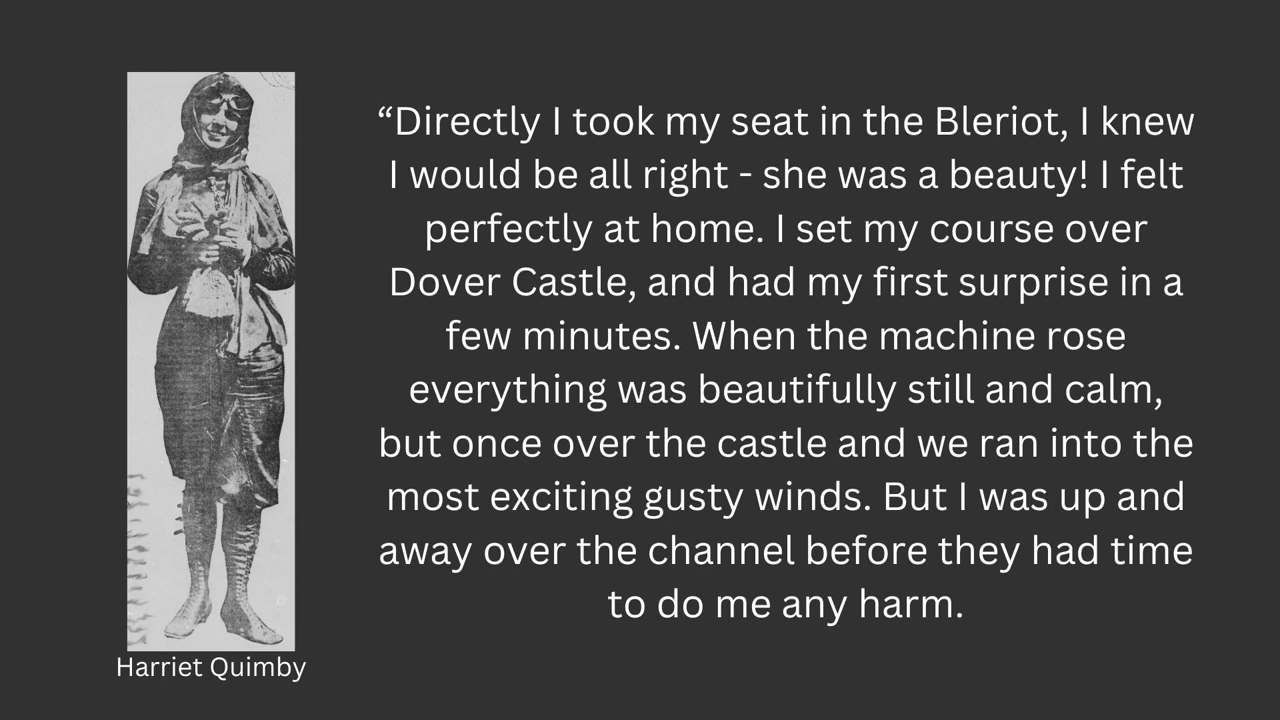 “Directly I took my seat in the Bleriot, I knew
I would be all right - she was a beauty! I felt
perfectly at home. I set my course over
Dover Castle, and had my first surprise in a
few minutes. When the machine rose
everything was beautifully still and calm,
but once over the castle and we ran into the
most exciting gusty winds. But I was up and
away over the channel before they had time
to do me any harm.
Harriet Quimby